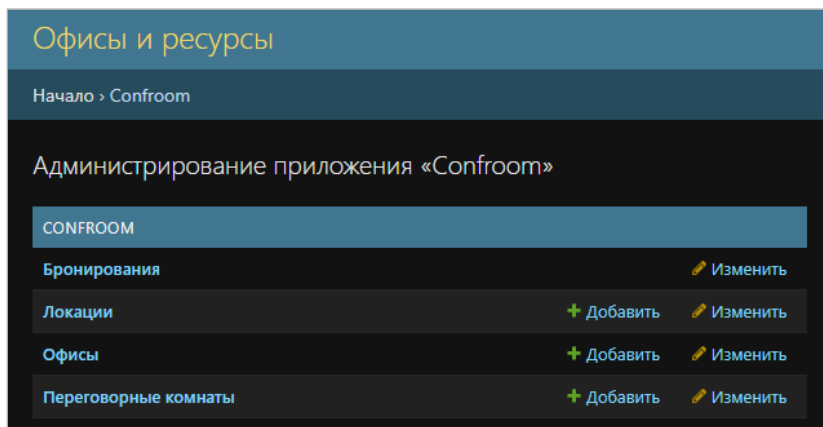 Офисы и ресурсы
Начало › Confroom
Администрирование приложения «Confroom»
CONFROOM
Бронирования Изменить
Локации Добавить Изменить
Офисы Добавить Изменить
Переговорные комнаты Добавить Изменить